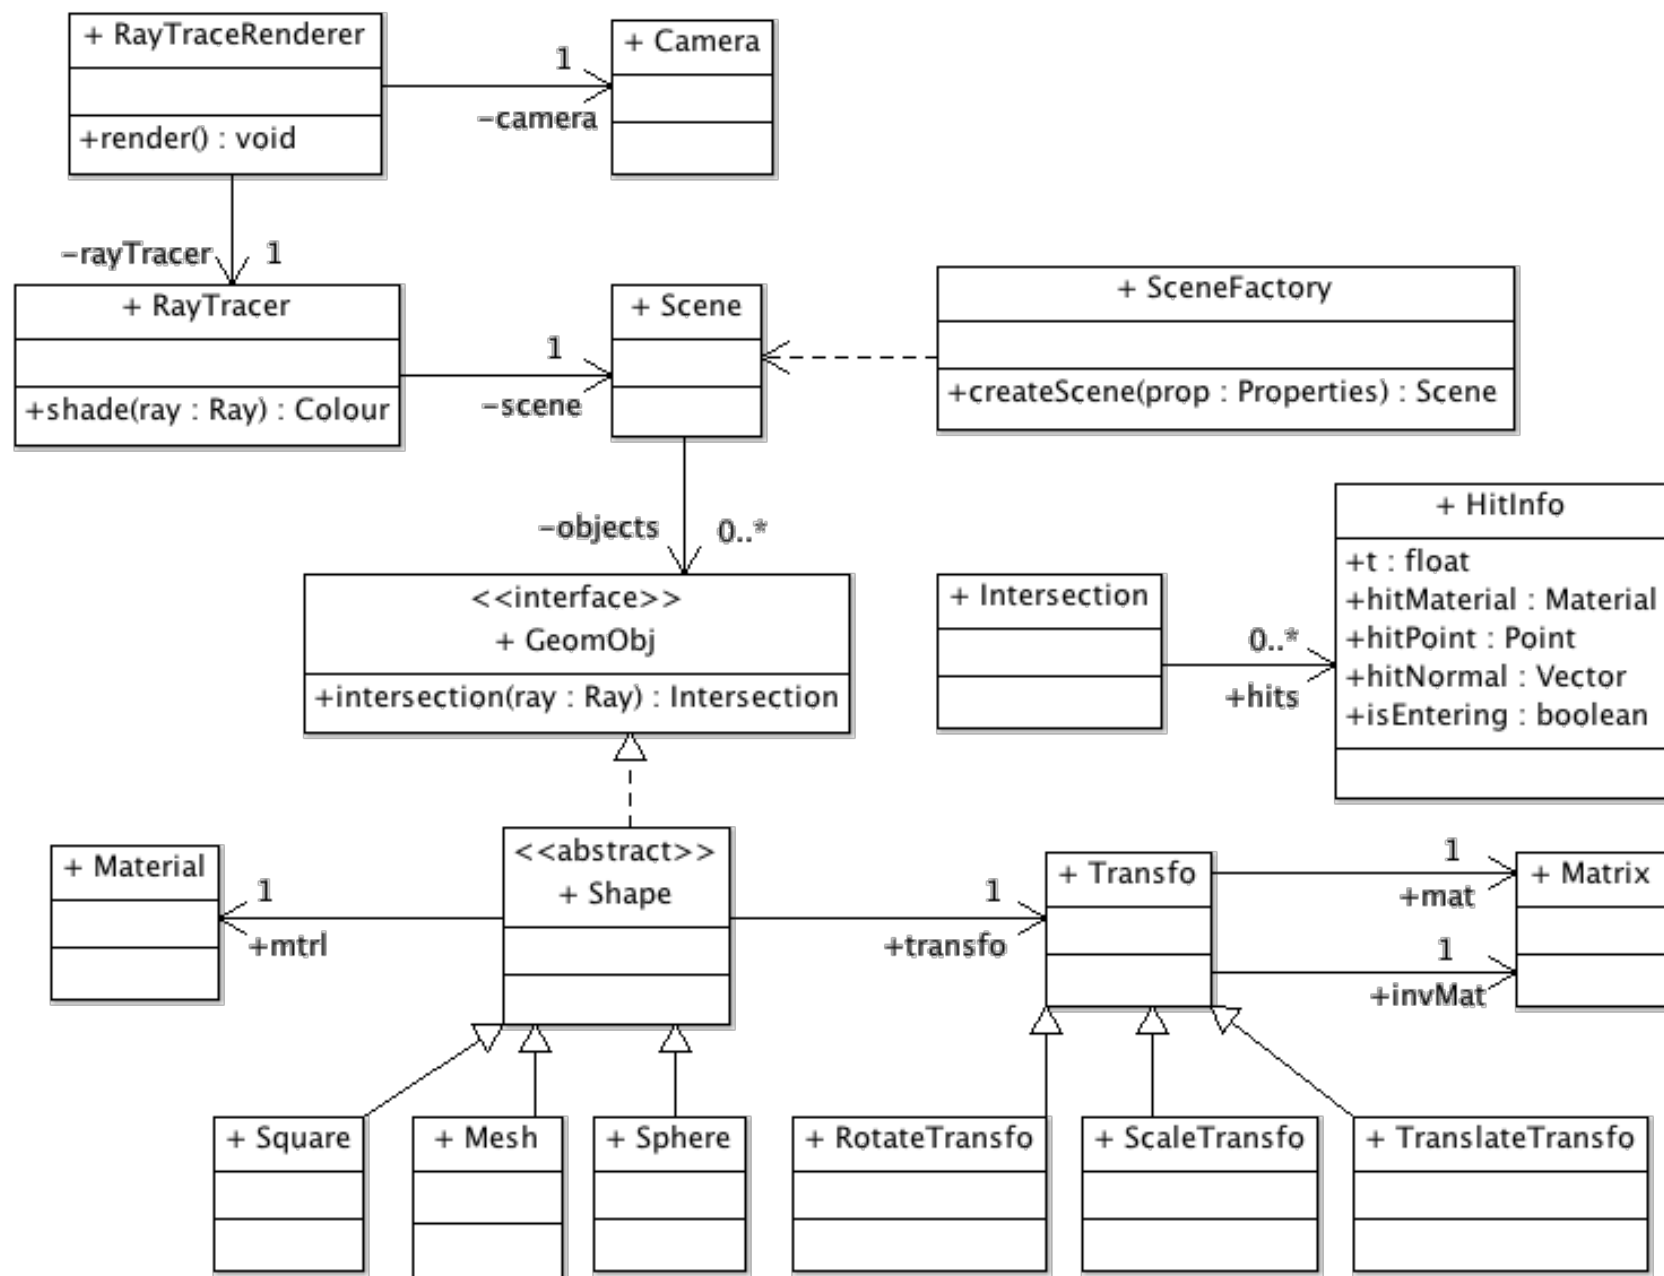 + RayTraceRenderer
+render() : void
1
-camera
+ Camera
-rayTracer
1
+ RayTracer
+shade(ray : Ray) : Colour
1
-scene
+ Scene
+ SceneFactory
+createScene(prop : Properties) : Scene
-objects
0..*
<<interface>>
+ GeomObj
+intersection(ray : Ray) : Intersection
+ Intersection
0..*
+hits
+ HitInfo
+t : float
+hitMaterial : Material
+hitPoint : Point
+hitNormal : Vector
+isEntering : boolean
+ Material
1
+mtrl
<<abstract>>
+ Shape
1
+transfo
+ Transfo
1
+mat
1
+invMat
+ Matrix
+ Square
+ Mesh
+ Sphere
+ RotateTransfo
+ ScaleTransfo
+ TranslateTransfo